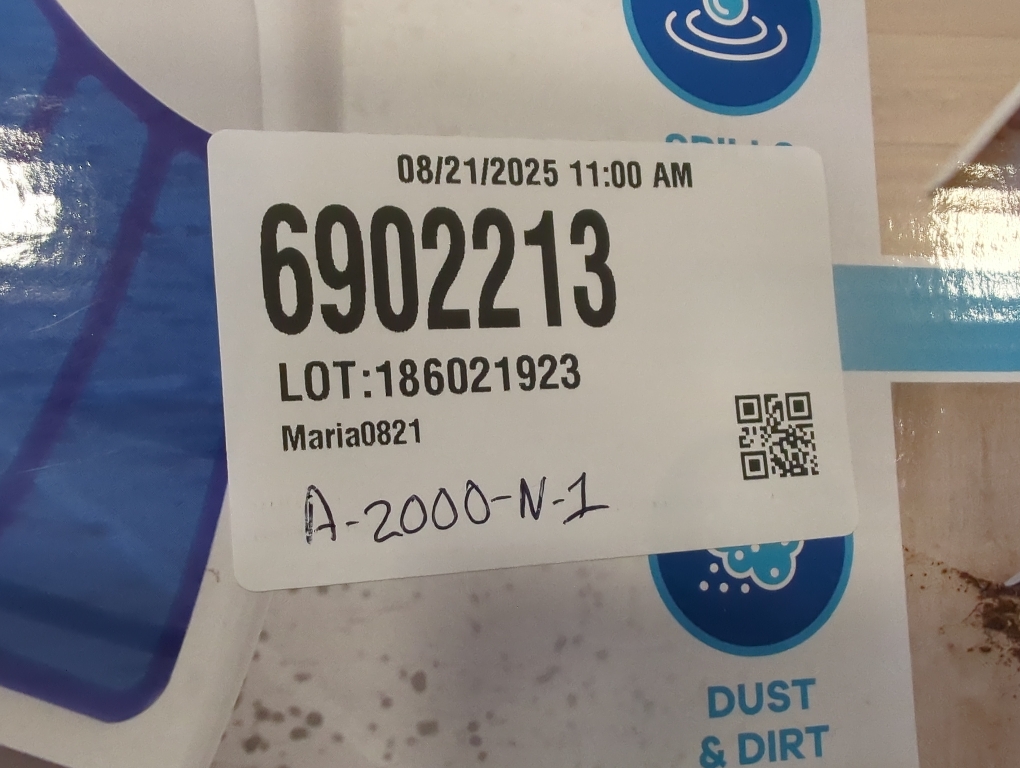 08/21/2025 11:00 AM
6902213
LOT:186021923
Maria0821
A-2000-N-1
DUST
& DIRT